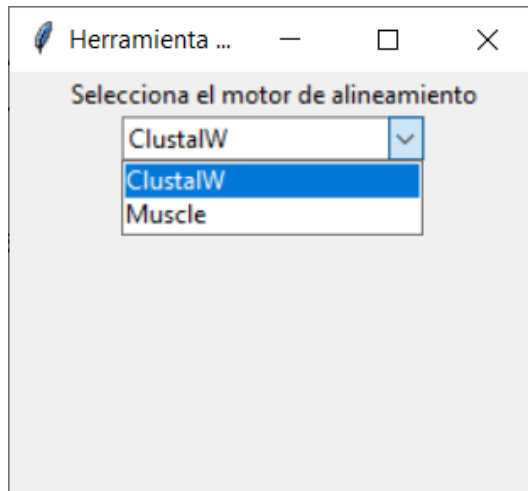 Herramienta ...
Selecciona el motor de alineamiento
ClustalW
ClustalW
Muscle